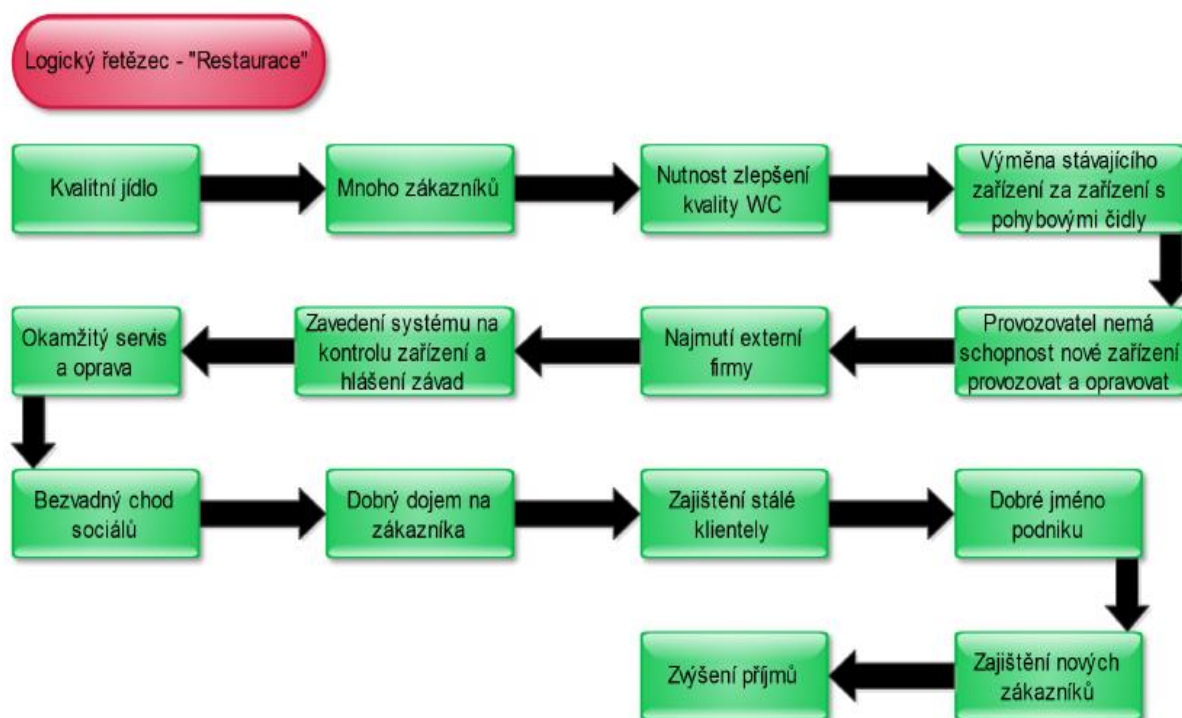 Logický řetězec - "Restaurace"
Kvalitní jídlo
Mnoho zákazníků
Nutnost zlepšení
kvality WC
Výměna stávajícího
zařízení za zařízení s
pohybovými čidly
Provozovatel nemá
schopnost nové zařízení
provozovat a opravovat
Najmutí externí
firmy
Zavedení systému na
kontrolu zařízení a
hlášení závad
Okamžitý servis
a oprava
Bezvadný chod
sociálů
Dobrý dojem na
zákazníka
Zajištění stálé
klientely
Dobré jméno
podniku
Zajištění nových
zákazníků
Zvýšení příjmů